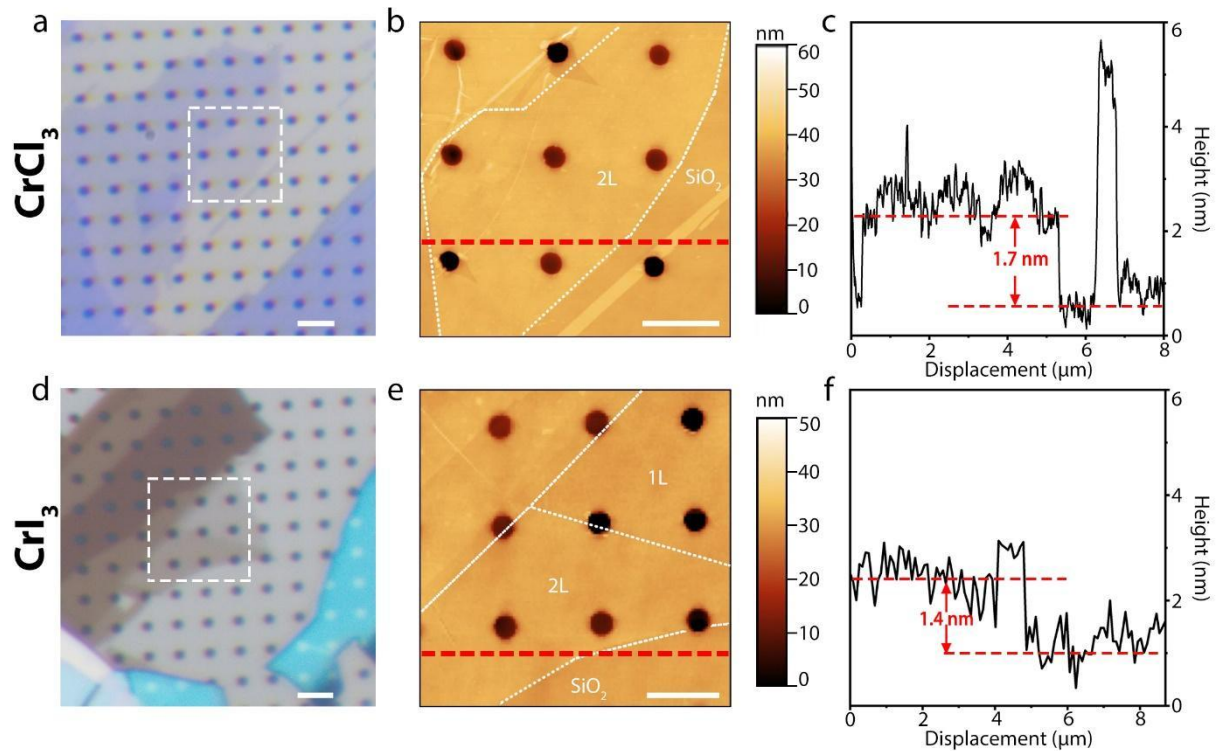 a
b
c
CrCl₃
nm
60
50
40
30
20
10
0
2L
SiO₂
6
4
2
0
Height (nm)
1.7 nm
0
2
4
6
8
Displacement (μm)
d
e
f
CrI₃
nm
50
40
30
20
10
0
1L
2L
SiO₂
6
4
2
0
Height (nm)
1.4 nm
0
2
4
6
8
Displacement (μm)